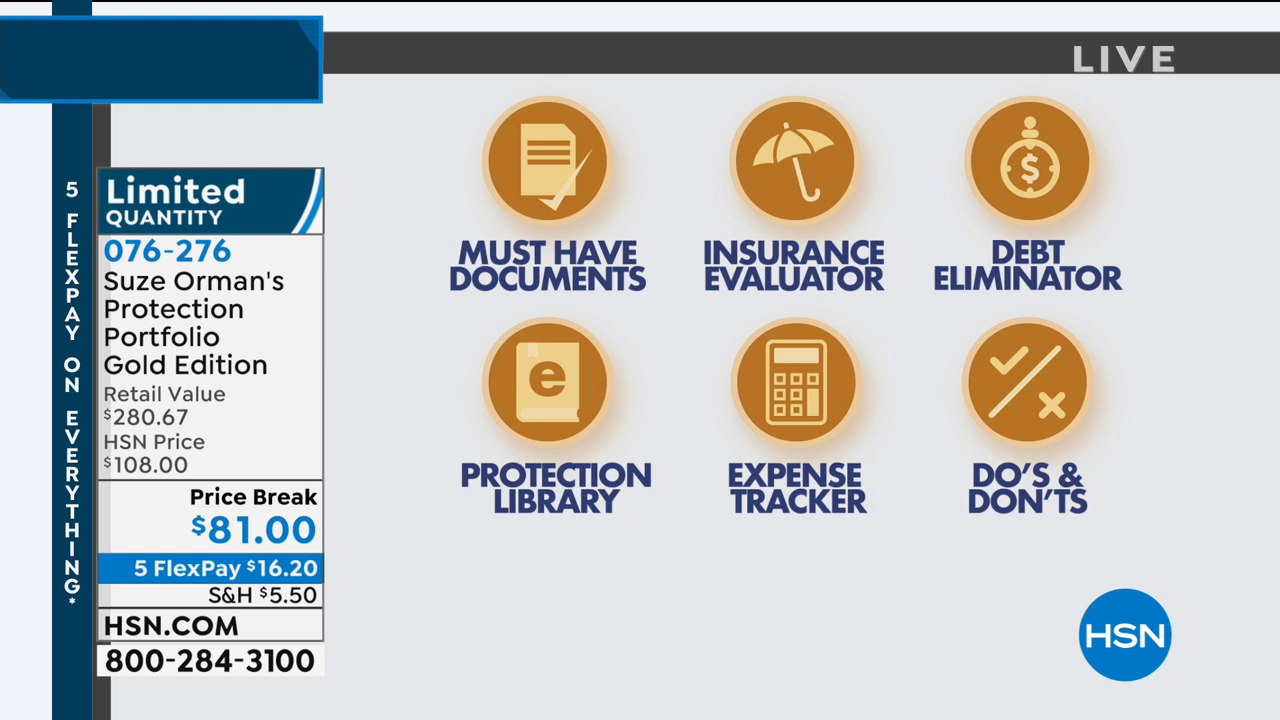 LIVE
5 FLEXPAY ON EVERYTHING*
Limited
QUANTITY
076-276
Suze Orman's
Protection
Portfolio
Gold Edition
Retail Value
$280.67
HSN Price
$108.00
Price Break
$81.00
5 FlexPay $16.20
S&H $5.50
HSN.COM
800-284-3100
MUST HAVE
DOCUMENTS
INSURANCE
EVALUATOR
$
DEBT
ELIMINATOR
e
PROTECTION
LIBRARY
EXPENSE
TRACKER
DO'S &
DON'TS
HSN